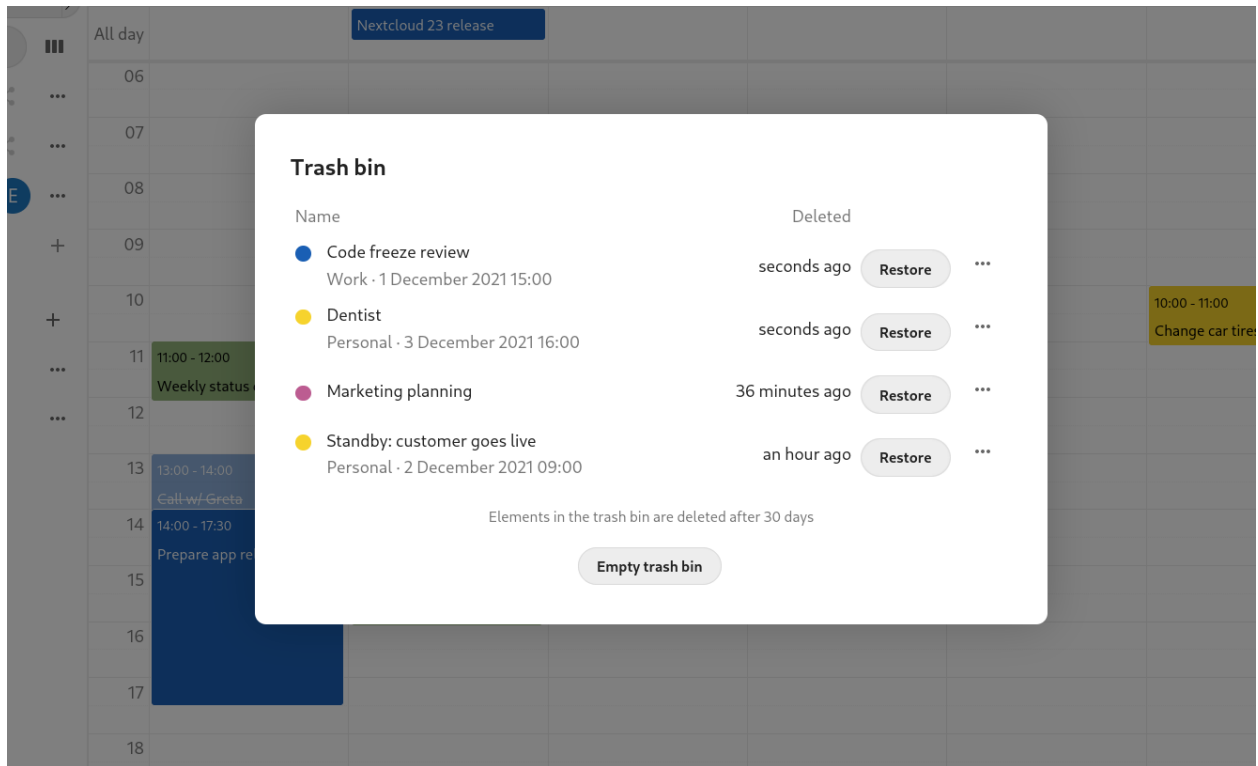 All day
Nextcloud 23 release
06
07
08
09
10
11
12
13
14
15
16
17
18
E
11:00 - 12:00
Weekly status
13:00 - 14:00
Call w/ Greta
14:00 - 17:30
Prepare app rel
10:00 - 11:00
Change car tires
Trash bin
Name Deleted
Code freeze review
Work · 1 December 2021 15:00
seconds ago Restore
Dentist
Personal · 3 December 2021 16:00
seconds ago Restore
Marketing planning
36 minutes ago Restore
Standby: customer goes live
Personal · 2 December 2021 09:00
an hour ago Restore
Elements in the trash bin are deleted after 30 days
Empty trash bin